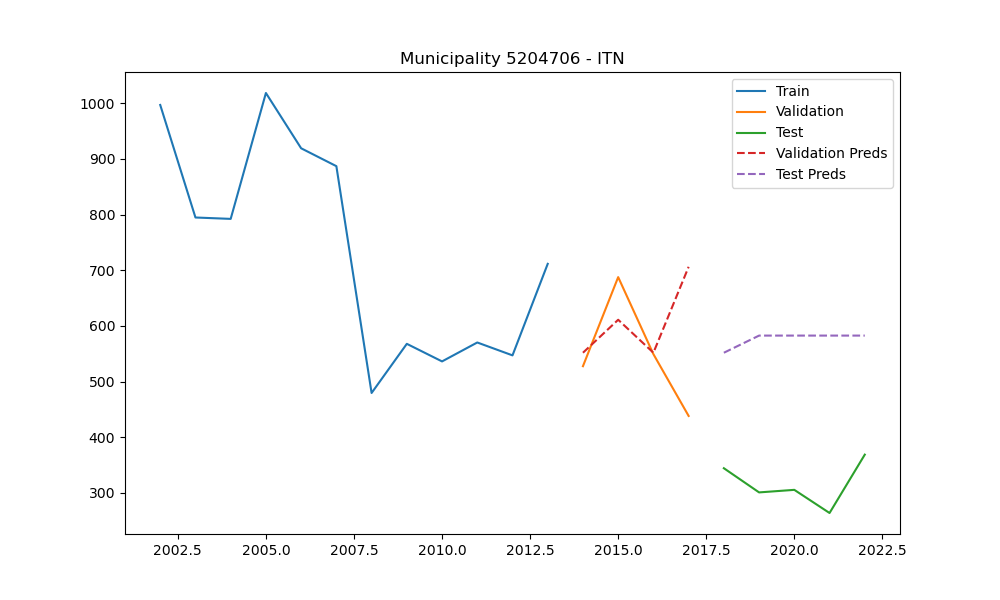 Municipality 5204706 - ITN
1000
900
800
700
600
500
400
300
2002.5 2005.0 2007.5 2010.0 2012.5 2015.0 2017.5 2020.0 2022.5
Train
Validation
Test
Validation Preds
Test Preds